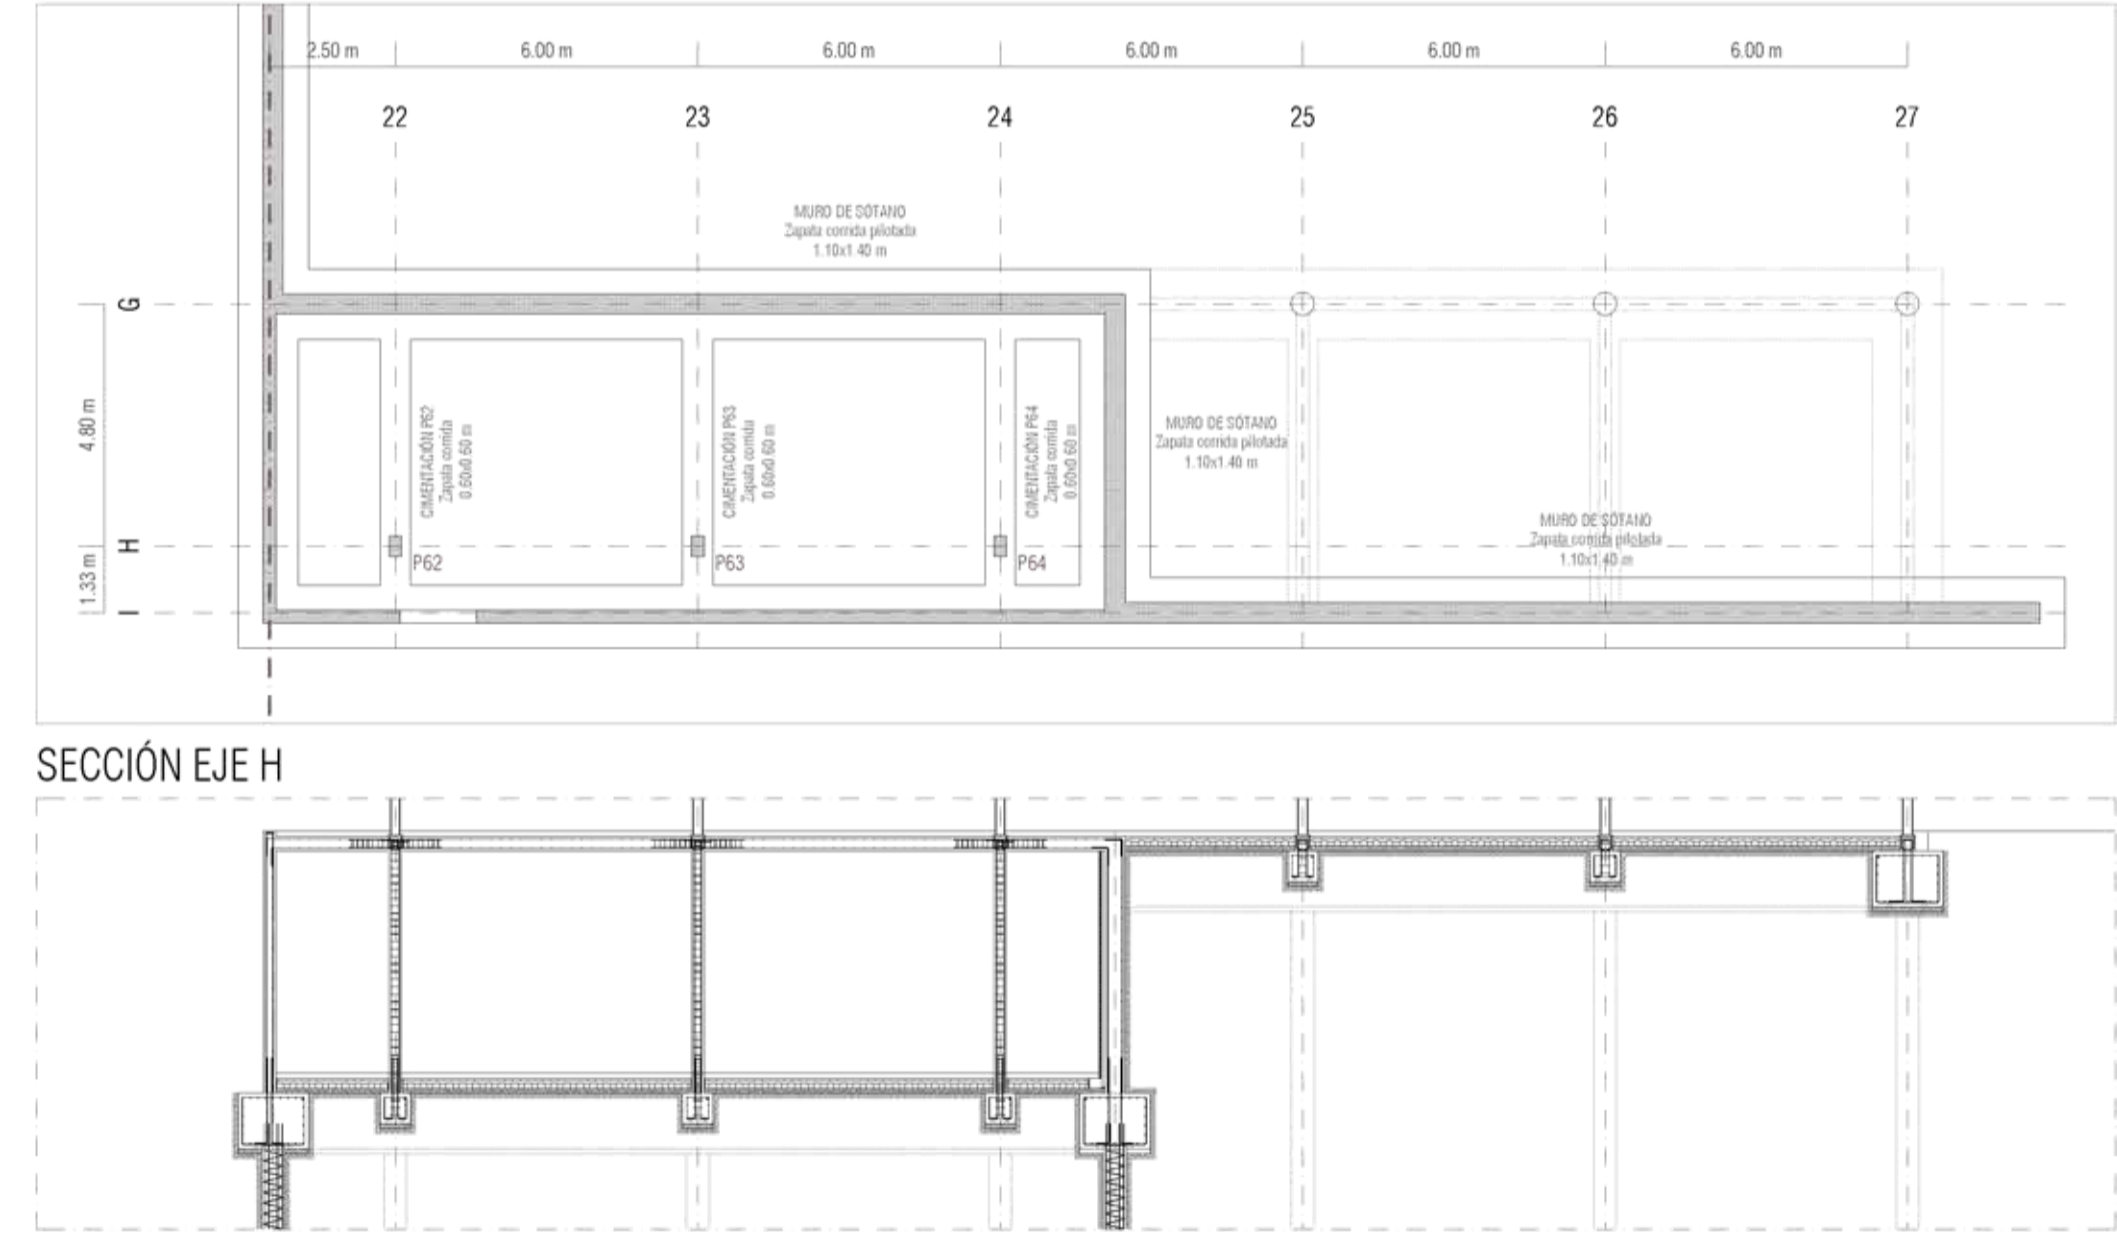 2.50 m
6.00 m
6.00 m
6.00 m
6.00 m
6.00 m
22
23
24
25
26
27
MURO DE SÓTANO
Zapata corrida pilotada
1.10x1.40 m
G
4.80 m
CIMENTACIÓN P62
Zapata corrida
0.60x0.60 m
CIMENTACIÓN P63
Zapata corrida
0.60x0.60 m
CIMENTACIÓN P64
Zapata corrida
0.60x0.60 m
MURO DE SÓTANO
Zapata corrida pilotada
1.10x1.40 m
MURO DE SÓTANO
Zapata corrida pilotada
1.10x1.40 m
H
P62
P63
P64
1.33 m
I
SECCIÓN EJE H